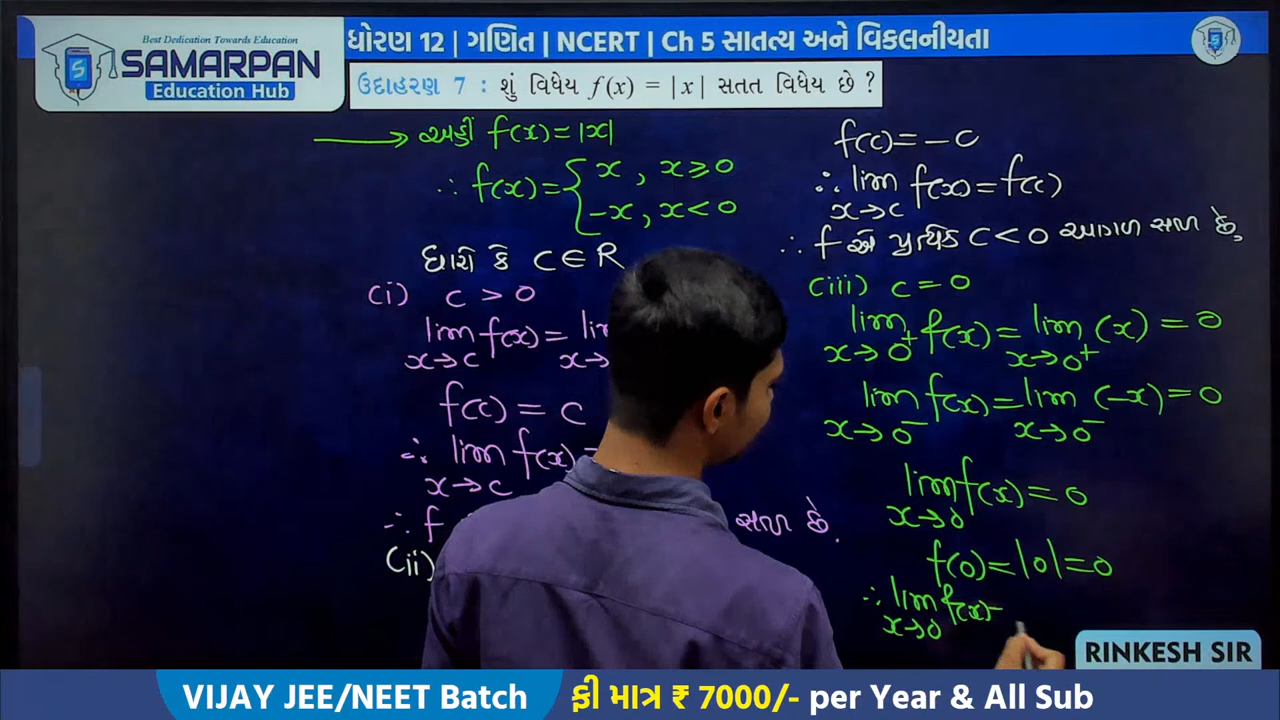 Best Dedication Towards Education
SAMARPAN
Education Hub
ધોરણ 12 | ગણિત | NCERT | Ch 5 સાતત્ય અને વિકલનીયતા
ઉદાહરણ 7 : શું વિધેય f(x) = |x| સતત વિધેય છે ?
→ અહીં f(x) = |x|
∴ f(x) = { x , x ≥ 0
-x , x < 0
ધારો કે C ∈ R
(i) c > 0
lim f(x) = lim
x→c x→
f(c) = c
∴ lim f(x) =
x→c
∴ f સતત છે.
(ii)
f(c) = -c
∴ lim f(x) = f(c)
x→c
∴ f એ પ્રત્યેક C < 0 આગળ સતત છે.
(iii) c = 0
lim f(x) = lim (x) = 0
x→0⁺ x→0⁺
lim f(x) = lim (-x) = 0
x→0⁻ x→0⁻
lim f(x) = 0
x→0
f(0) = |0| = 0
∴ lim f(x) =
x→0
RINKESH SIR
VIJAY JEE/NEET Batch ફી માત્ર ₹ 7000/- per Year & All Sub